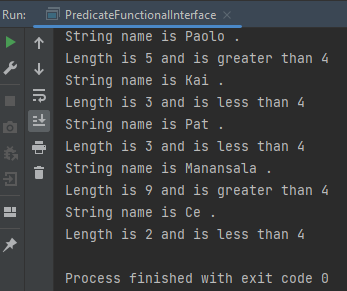 Run: PredicateFunctionalInterface
String name is Paolo .
Length is 5 and is greater than 4
String name is Kai .
Length is 3 and is less than 4
String name is Pat .
Length is 3 and is less than 4
String name is Manansala .
Length is 9 and is greater than 4
String name is Ce .
Length is 2 and is less than 4
Process finished with exit code 0